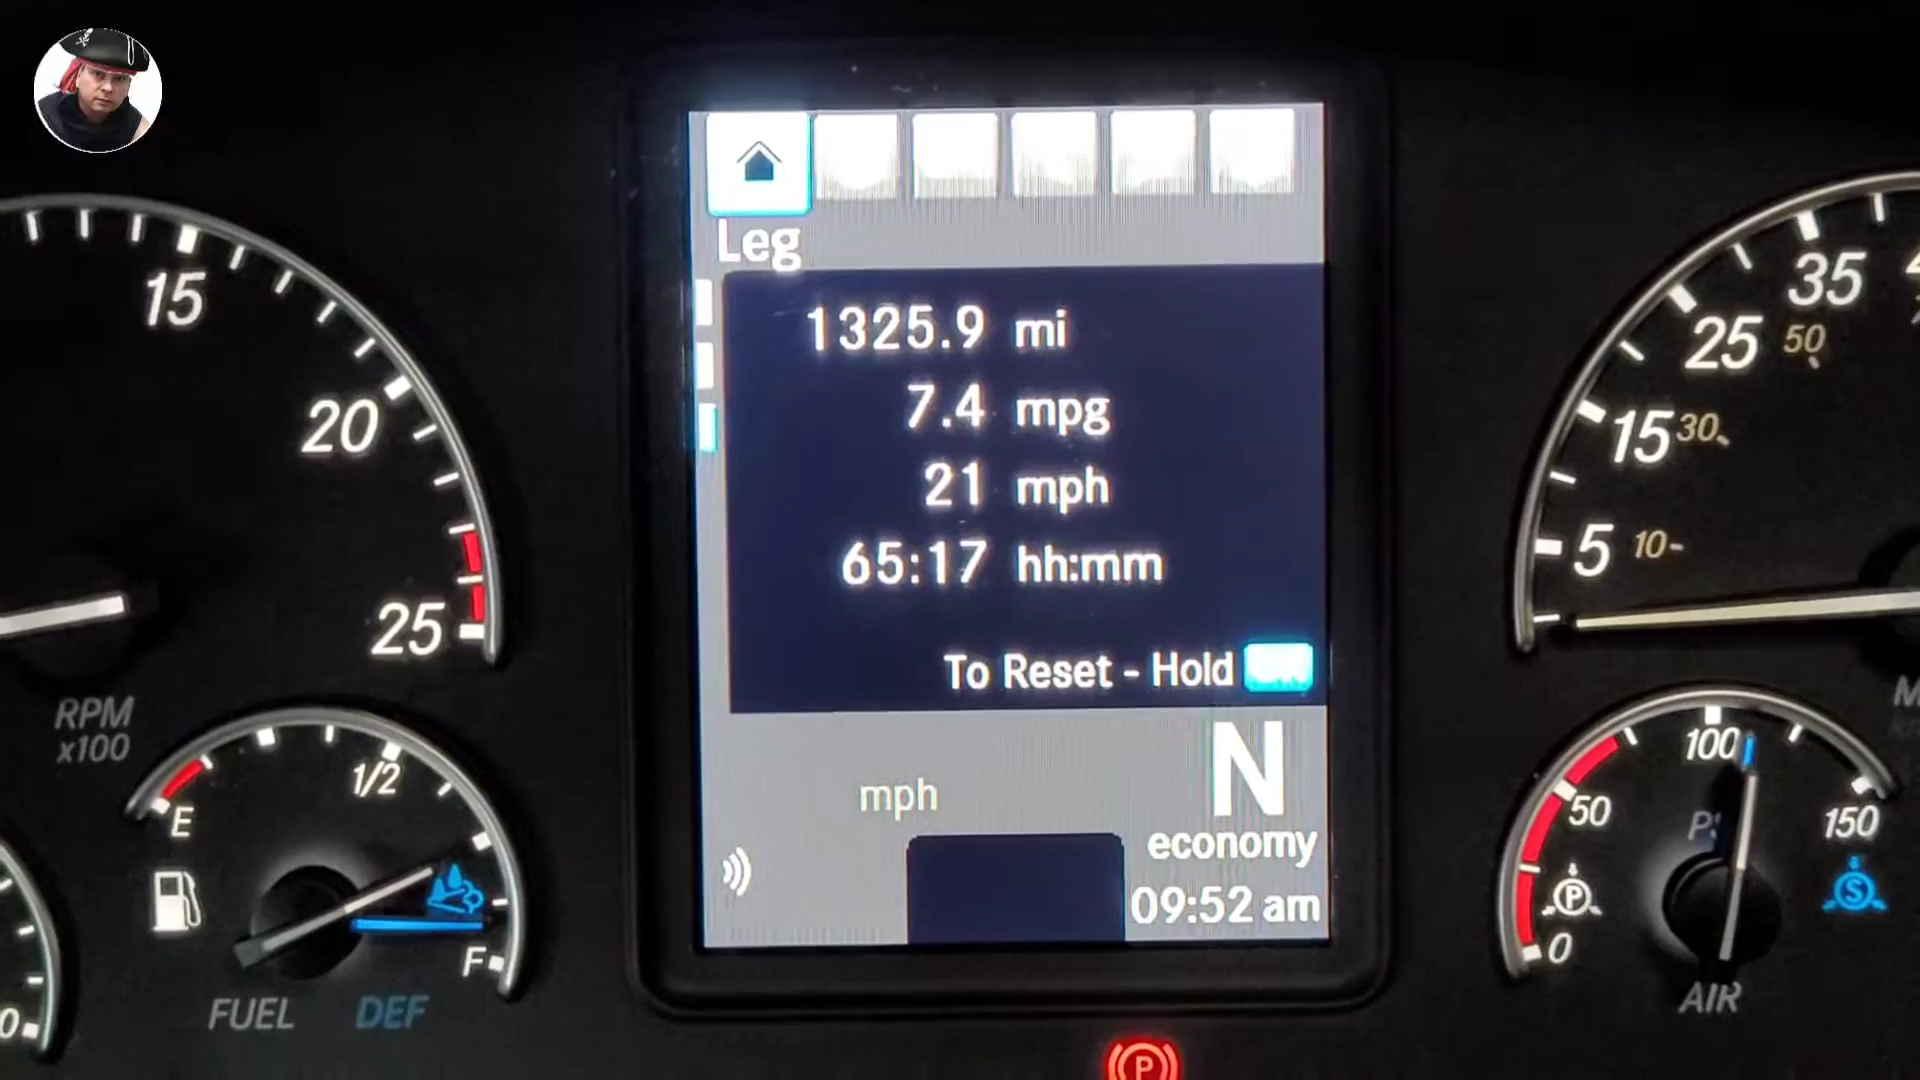 15
20
25
RPM
x100
E
1/2
F
FUEL
DEF
0
Leg
1325.9 mi
7.4 mpg
21 mph
65:17 hh:mm
To Reset - Hold
N
mph
economy
09:52 am
P
35
25
50
15
30
5
10
100
50
150
0
P
S
AIR